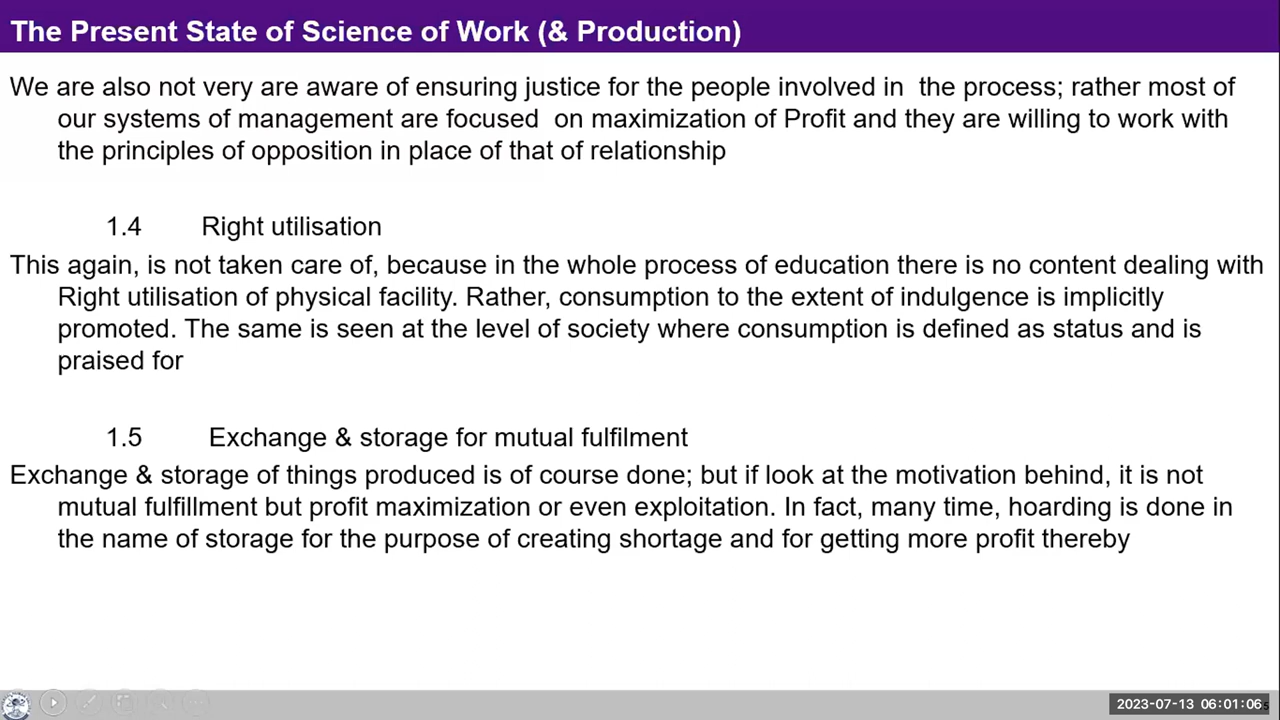 The Present State of Science of Work (& Production)
We are also not very are aware of ensuring justice for the people involved in the process; rather most of
our systems of management are focused on maximization of Profit and they are willing to work with
the principles of opposition in place of that of relationship
1.4 Right utilisation
This again, is not taken care of, because in the whole process of education there is no content dealing with
Right utilisation of physical facility. Rather, consumption to the extent of indulgence is implicitly
promoted. The same is seen at the level of society where consumption is defined as status and is
praised for
1.5 Exchange & storage for mutual fulfilment
Exchange & storage of things produced is of course done; but if look at the motivation behind, it is not
mutual fulfillment but profit maximization or even exploitation. In fact, many time, hoarding is done in
the name of storage for the purpose of creating shortage and for getting more profit thereby
2023-07-13 06:01:06